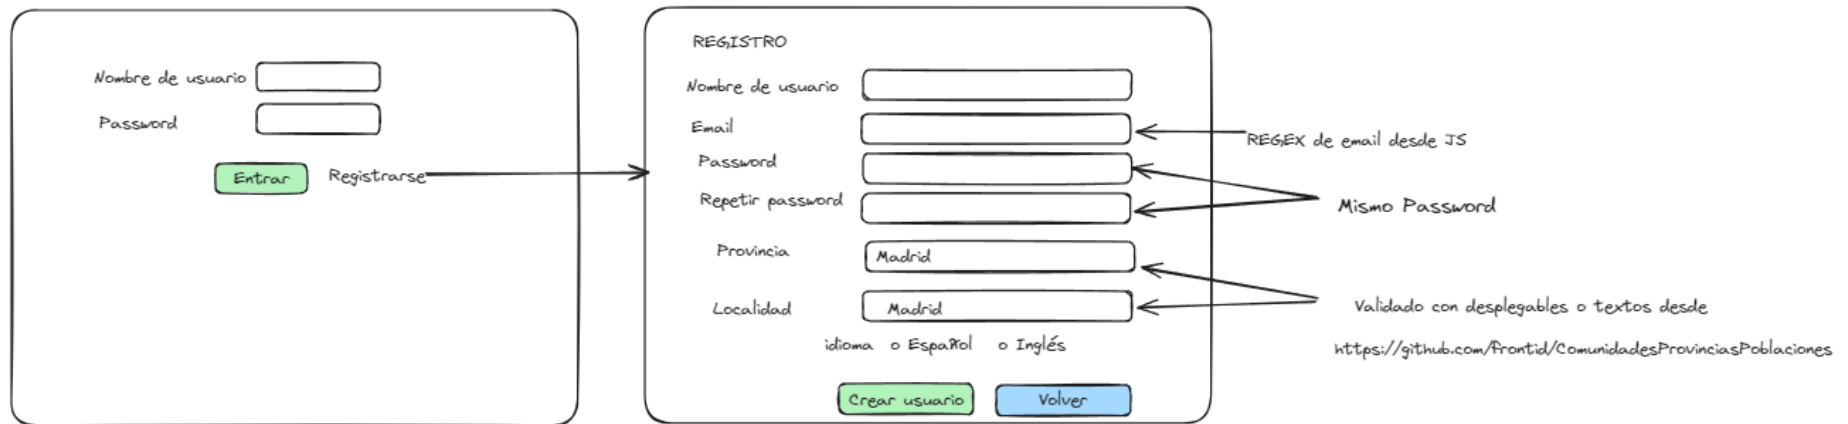 Nombre de usuario
Password
Entrar
Registrarse
REGISTRO
Nombre de usuario
Email
REGEX de email desde JS
Password
Repetir password
Mismo Password
Provincia
Madrid
Localidad
Madrid
Validado con desplegables o textos desde
https://github.com/frontid/ComunidadesProvinciasPoblaciones
idioma o Español o Inglés
Crear usuario
Volver